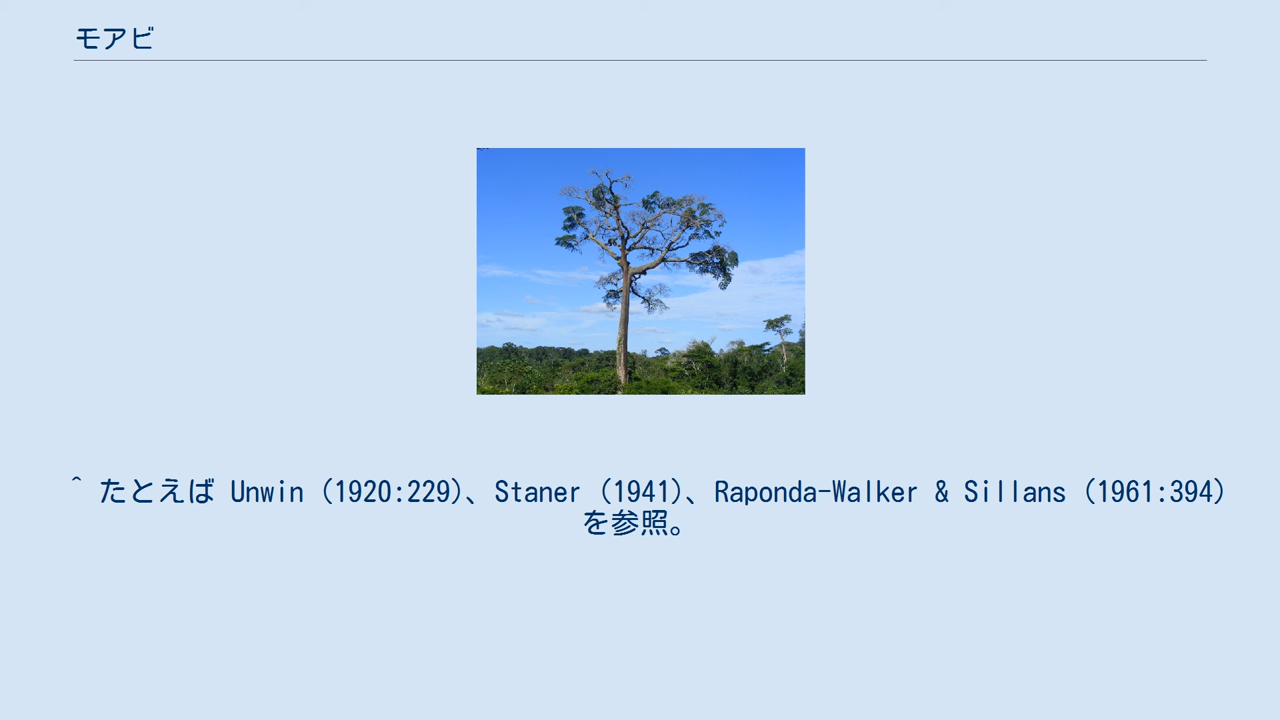 モアビ
^ たとえば Unwin (1920:229)、Staner (1941)、Raponda-Walker & Sillans (1961:394)
を参照。